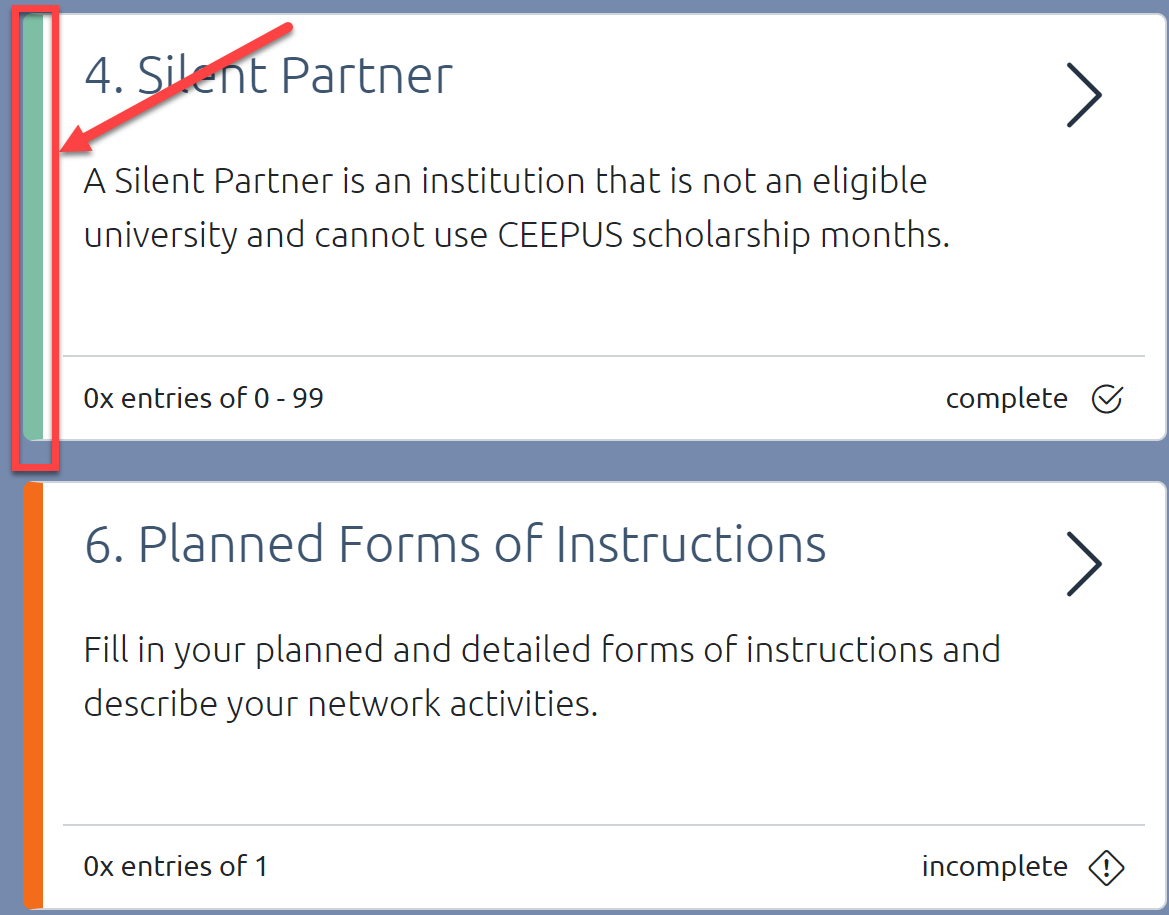 4. Silent Partner
A Silent Partner is an institution that is not an eligible
university and cannot use CEEPUS scholarship months.
0x entries of 0 - 99
complete
6. Planned Forms of Instructions
Fill in your planned and detailed forms of instructions and
describe your network activities.
0x entries of 1
incomplete